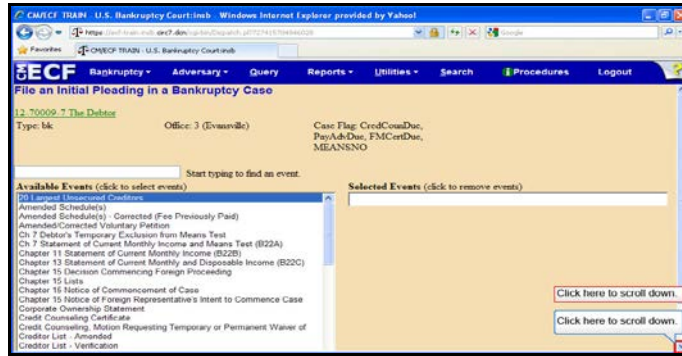 CM/ECF TRAIN - U.S. Bankruptcy Court:insb - Windows Internet Explorer provided by Yahoo!
Google
Favorites CM/ECF TRAIN - U.S. Bankruptcy Court:insb
ECF Bankruptcy Adversary Query Reports Utilities Search Procedures Logout
File an Initial Pleading in a Bankruptcy Case
12-70009-7 The Debtor
Type: bk Office: 3 (Evansville) Case Flag: CredCounDue,
PayAdvDue, FMCertDue,
MEANSNO
Start typing to find an event.
Available Events (click to select events) Selected Events (click to remove events)
20 Largest Unsecured Creditors
Amended Schedule(s)
Amended Schedule(s) - Corrected (Fee Previously Paid)
Amended/Corrected Voluntary Petition
Ch 7 Debtor's Temporary Exclusion from Means Test
Ch 7 Statement of Current Monthly Income and Means Test (B22A)
Chapter 11 Statement of Current Monthly Income (B22B)
Chapter 13 Statement of Current Monthly and Disposable Income (B22C)
Chapter 15 Decision Commencing Foreign Proceeding
Chapter 15 Lists
Chapter 15 Notice of Commencement of Case
Chapter 15 Notice of Foreign Representative's Intent to Commence Case
Corporate Ownership Statement
Credit Counseling Certificate
Credit Counseling, Motion Requesting Temporary or Permanent Waiver of
Creditor List - Amended
Creditor List - Verification
Click here to scroll down.
Click here to scroll down.